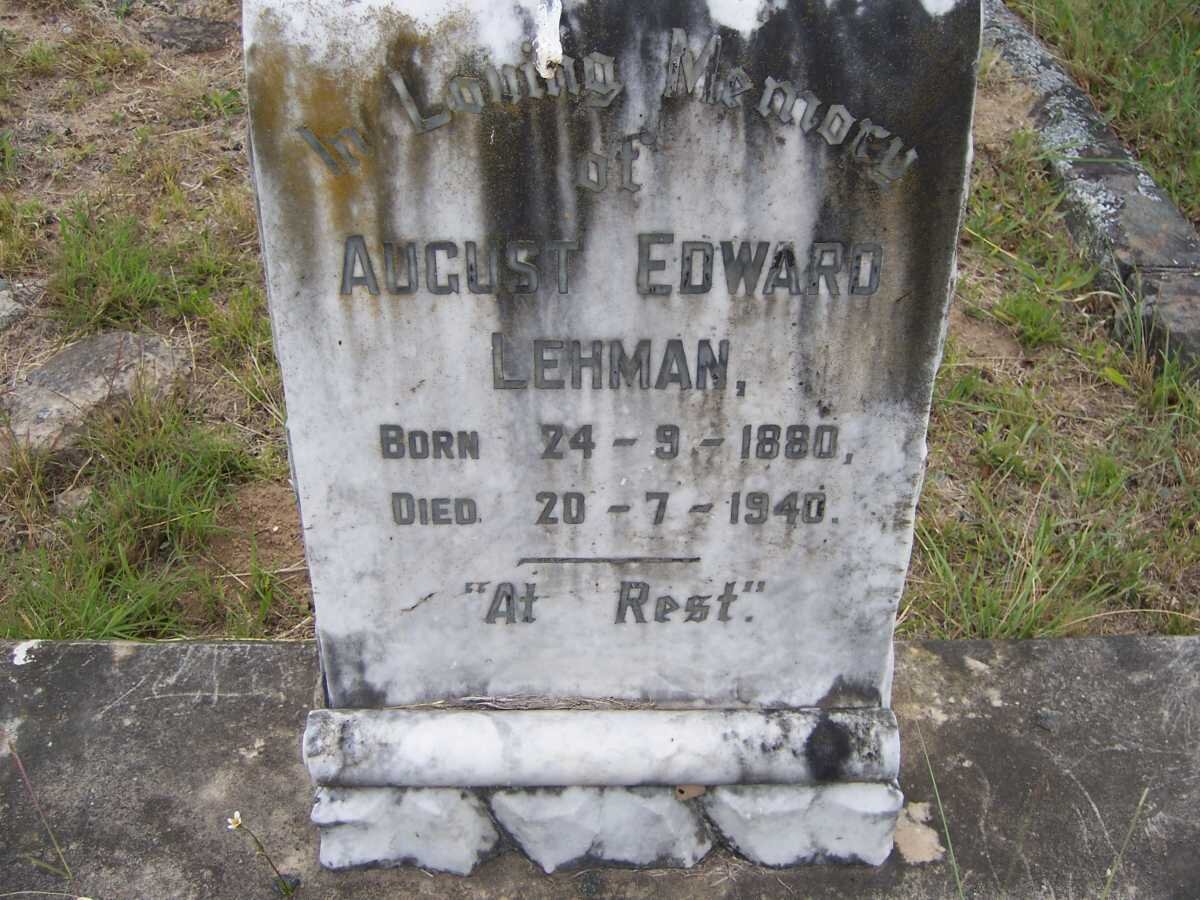 In Loving Memory
of
AUGUST EDWARD
LEHMAN,
BORN 24-9-1880,
DIED. 20-7-1940.
"At Rest."